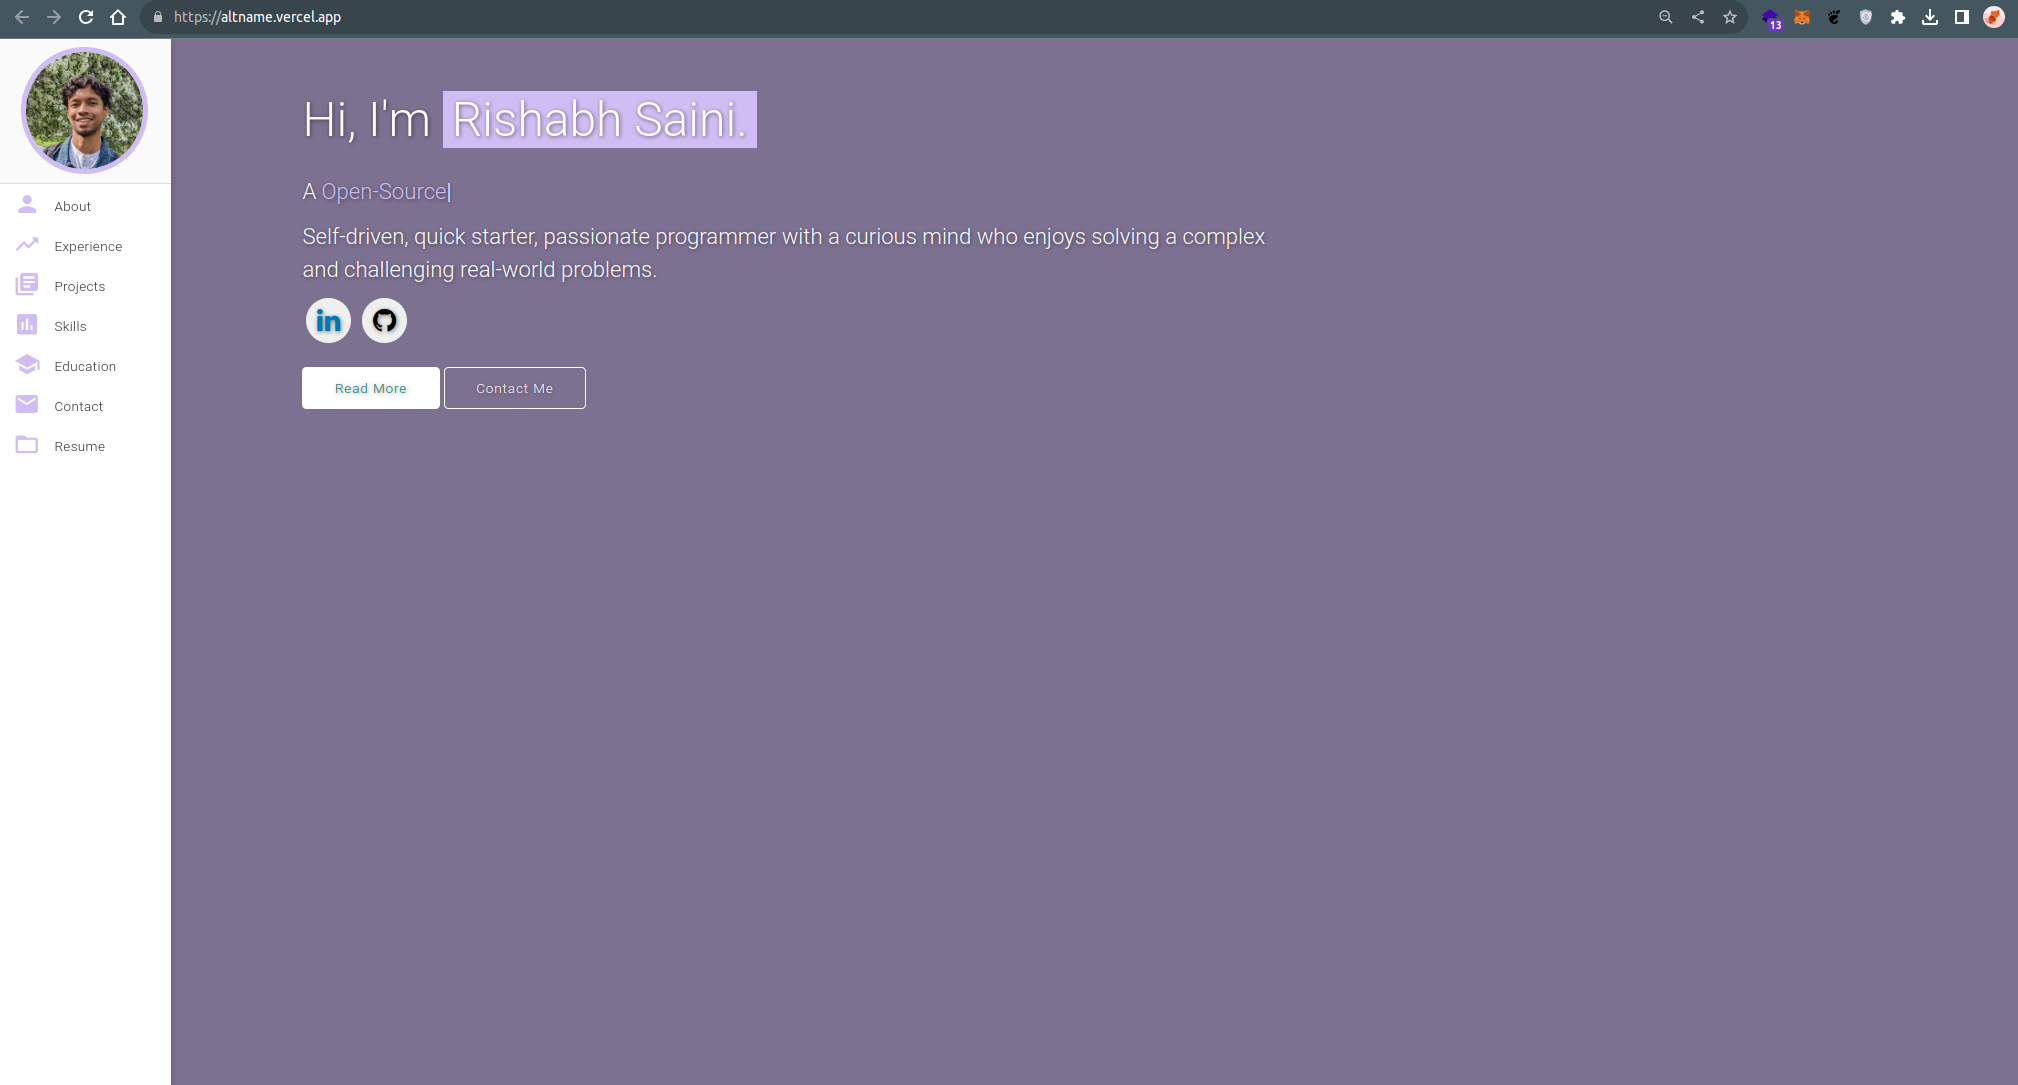 https://altname.vercel.app
13
Hi, I'm Rishabh Saini.
A Open-Source|
Self-driven, quick starter, passionate programmer with a curious mind who enjoys solving a complex
and challenging real-world problems.
in
Read More
Contact Me
About
Experience
Projects
Skills
Education
Contact
Resume